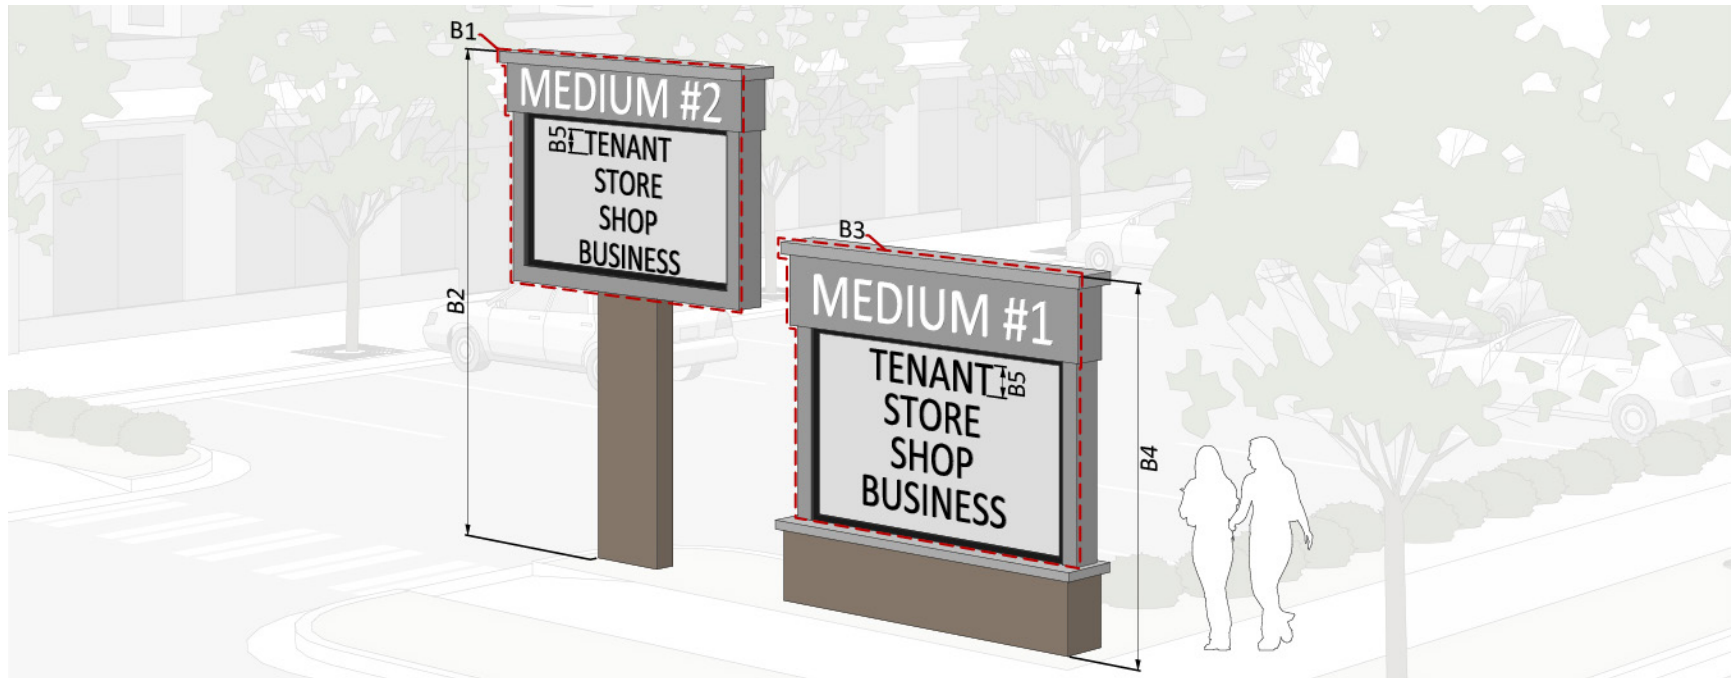 B1
MEDIUM #2
B5
TENANT
STORE
SHOP
BUSINESS
B2
B3
MEDIUM #1
TENANT
B5
STORE
SHOP
BUSINESS
B4